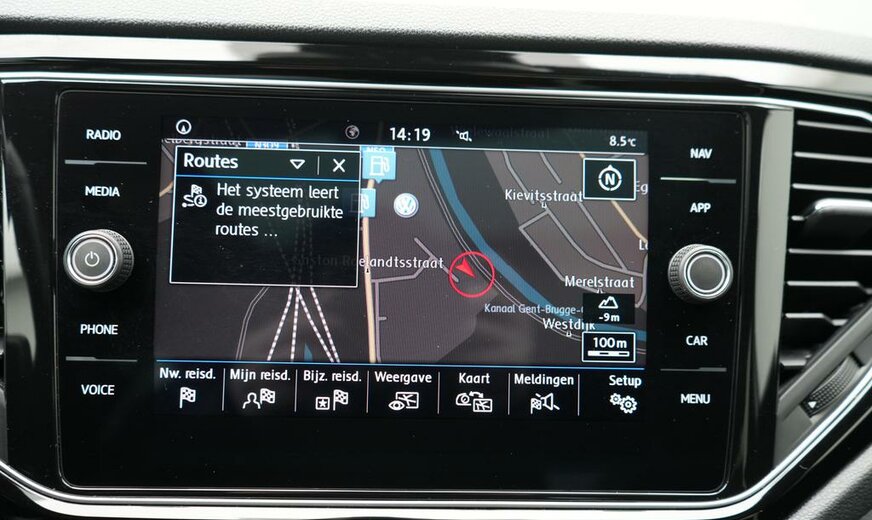 14:19
8.5°C
Routes
Het systeem leert
de meestgebruikte
routes ...
N
Kievitsstraat
landtsstraat
Merelstraat
Kanaal Gent-Brugge-
Westdijk
-9m
100m
Nw. reisd.
Mijn reisd.
Bijz. reisd.
Weergave
Kaart
Meldingen
Setup
RADIO
MEDIA
PHONE
VOICE
NAV
APP
CAR
MENU